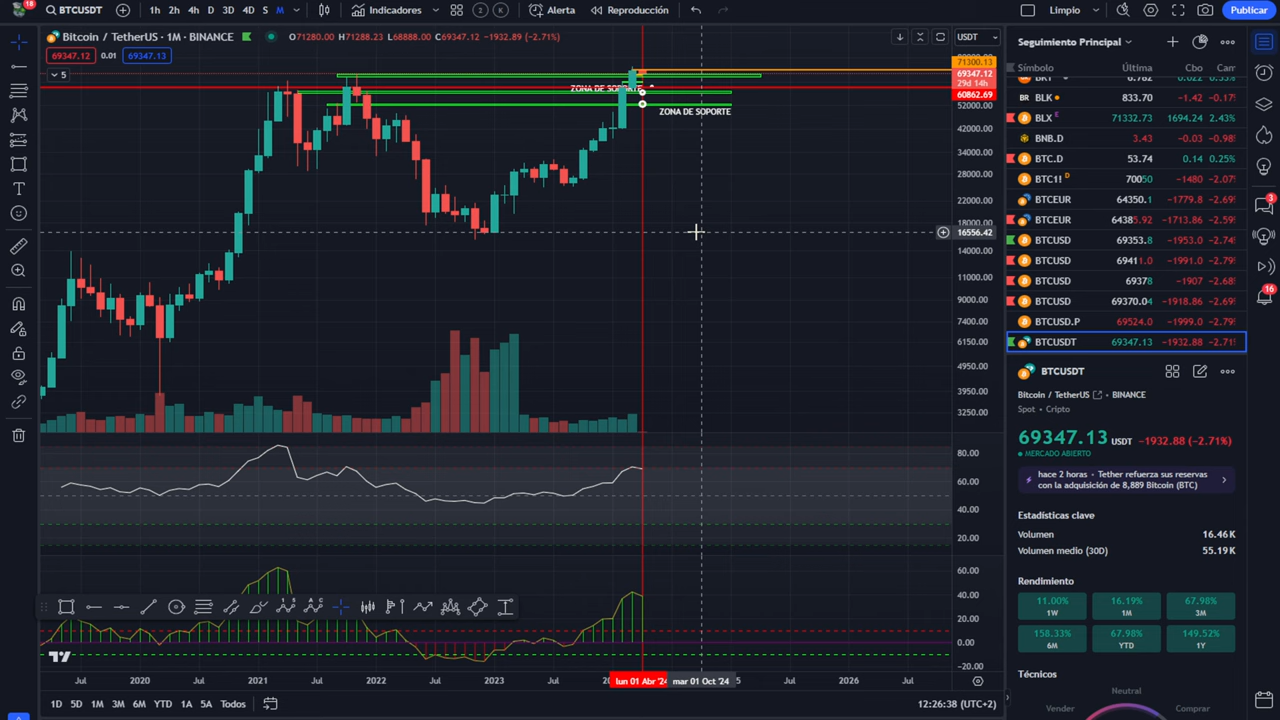 18
BTCUSDT
1h 2h 4h D 3D 4D S M
Indicadores
2 K
Alerta
Reproducción
Limpio
Publicar
Bitcoin / TetherUS · 1M · BINANCE
O71280.00 H71288.23 L68888.00 C69347.12 −1932.89 (−2.71%)
USDT
69347.12 0.01 69347.13
5
ZONA DE SOPORTE
ZONA DE SOPORTE
71300.13
69347.12
29d 14h
60862.69
52000.00
42000.00
34000.00
28000.00
22000.00
18000.00
16556.42
14000.00
11000.00
9000.00
7400.00
6150.00
4950.00
3950.00
3250.00
80.00
60.00
40.00
20.00
60.00
40.00
20.00
0.00
−20.00
Jul 2020 Jul 2021 Jul 2022 Jul 2023 Jul lun 01 Abr '24 mar 01 Oct '24 Jul 2026 Jul
1D 5D 1M 3M 6M YTD 1A 5A Todos
12:26:38 (UTC+2)
Seguimiento Principal
Símbolo Última Cam
BLK 833.70 −1.42 −0.17
BLX E 71332.73 1694.24 2.43%
BNB.D 3.43 −0.03 −0.98
BTC.D 53.74 0.14 0.25%
BTC1! D 70050 −1480 −2.07
BTCEUR 64350.1 −1779.8 −2.69
BTCEUR 64385.92 −1713.86 −2.59
BTCUSD 69353.8 −1953.0 −2.74
BTCUSD 69411.0 −1991.0 −2.79
BTCUSD 69378 −1907 −2.68
BTCUSD 69370.04 −1918.86 −2.69
BTCUSD.P 69524.0 −1999.0 −2.79
BTCUSDT 69347.13 −1932.88 −2.71
BTCUSDT
Bitcoin / TetherUS BINANCE
Spot • Cripto
69347.13 USDT −1932.88 (−2.71%)
MERCADO ABIERTO
hace 2 horas • Tether refuerza sus reservas
con la adquisición de 8,889 Bitcoin (BTC)
Estadísticas clave
Volumen 16.46K
Volumen medio (30D) 55.19K
Rendimiento
11.00% 16.19% 67.98%
1W 1M 3M
158.33% 67.98% 149.52%
6M YTD 1Y
Técnicos
Neutral
Vender Comprar
3
16